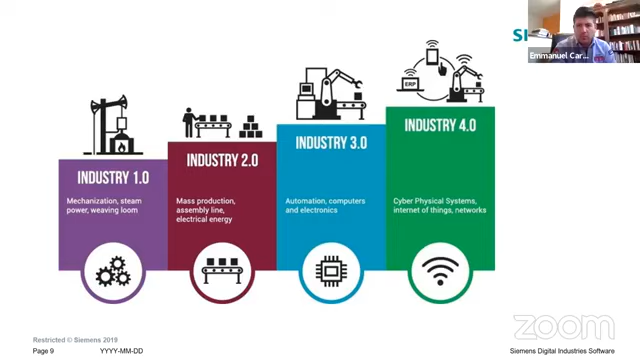 SI
Emmanuel Car...
ERP
INDUSTRY 1.0
Mechanization, steam
power, weaving loom
INDUSTRY 2.0
Mass production,
assembly line,
electrical energy
INDUSTRY 3.0
Automation, computers
and electronics
INDUSTRY 4.0
Cyber Physical Systems,
internet of things, networks
zoom
Restricted © Siemens 2019
Page 9
YYYY-MM-DD
Siemens Digital Industries Software